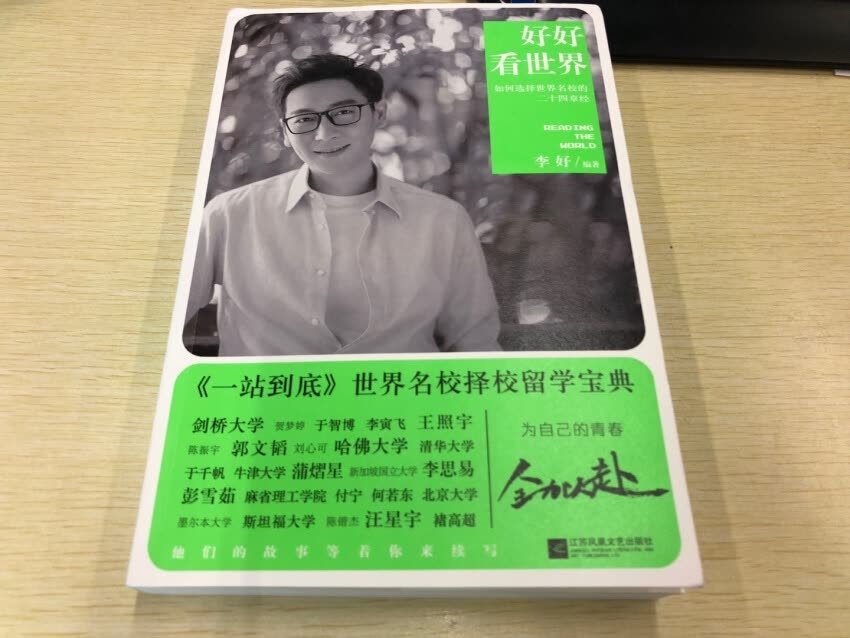 好好
看世界
如何选择世界名校的
二十四章经
READING
THE
WORLD
李好/编著
《一站到底》世界名校择校留学宝典
剑桥大学 贺梦婷 于智博 李寅飞 王照宇
陈振宇 郭文韬 刘心可 哈佛大学 清华大学
于千帆 牛津大学 蒲熠星 新加坡国立大学 李思易
彭雪茹 麻省理工学院 付宁 何若东 北京大学
墨尔本大学 斯坦福大学 陈锴杰 汪星宇 褚高超
他们的故事等着你来续写
为自己的青春
全力以赴
江苏凤凰文艺出版社